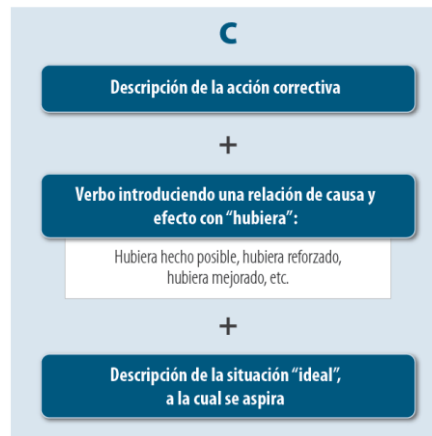 C
Descripción de la acción correctiva
+
Verbo introduciendo una relación de causa y
efecto con “hubiera”:
Hubiera hecho posible, hubiera reforzado,
hubiera mejorado, etc.
+
Descripción de la situación “ideal”,
a la cual se aspira